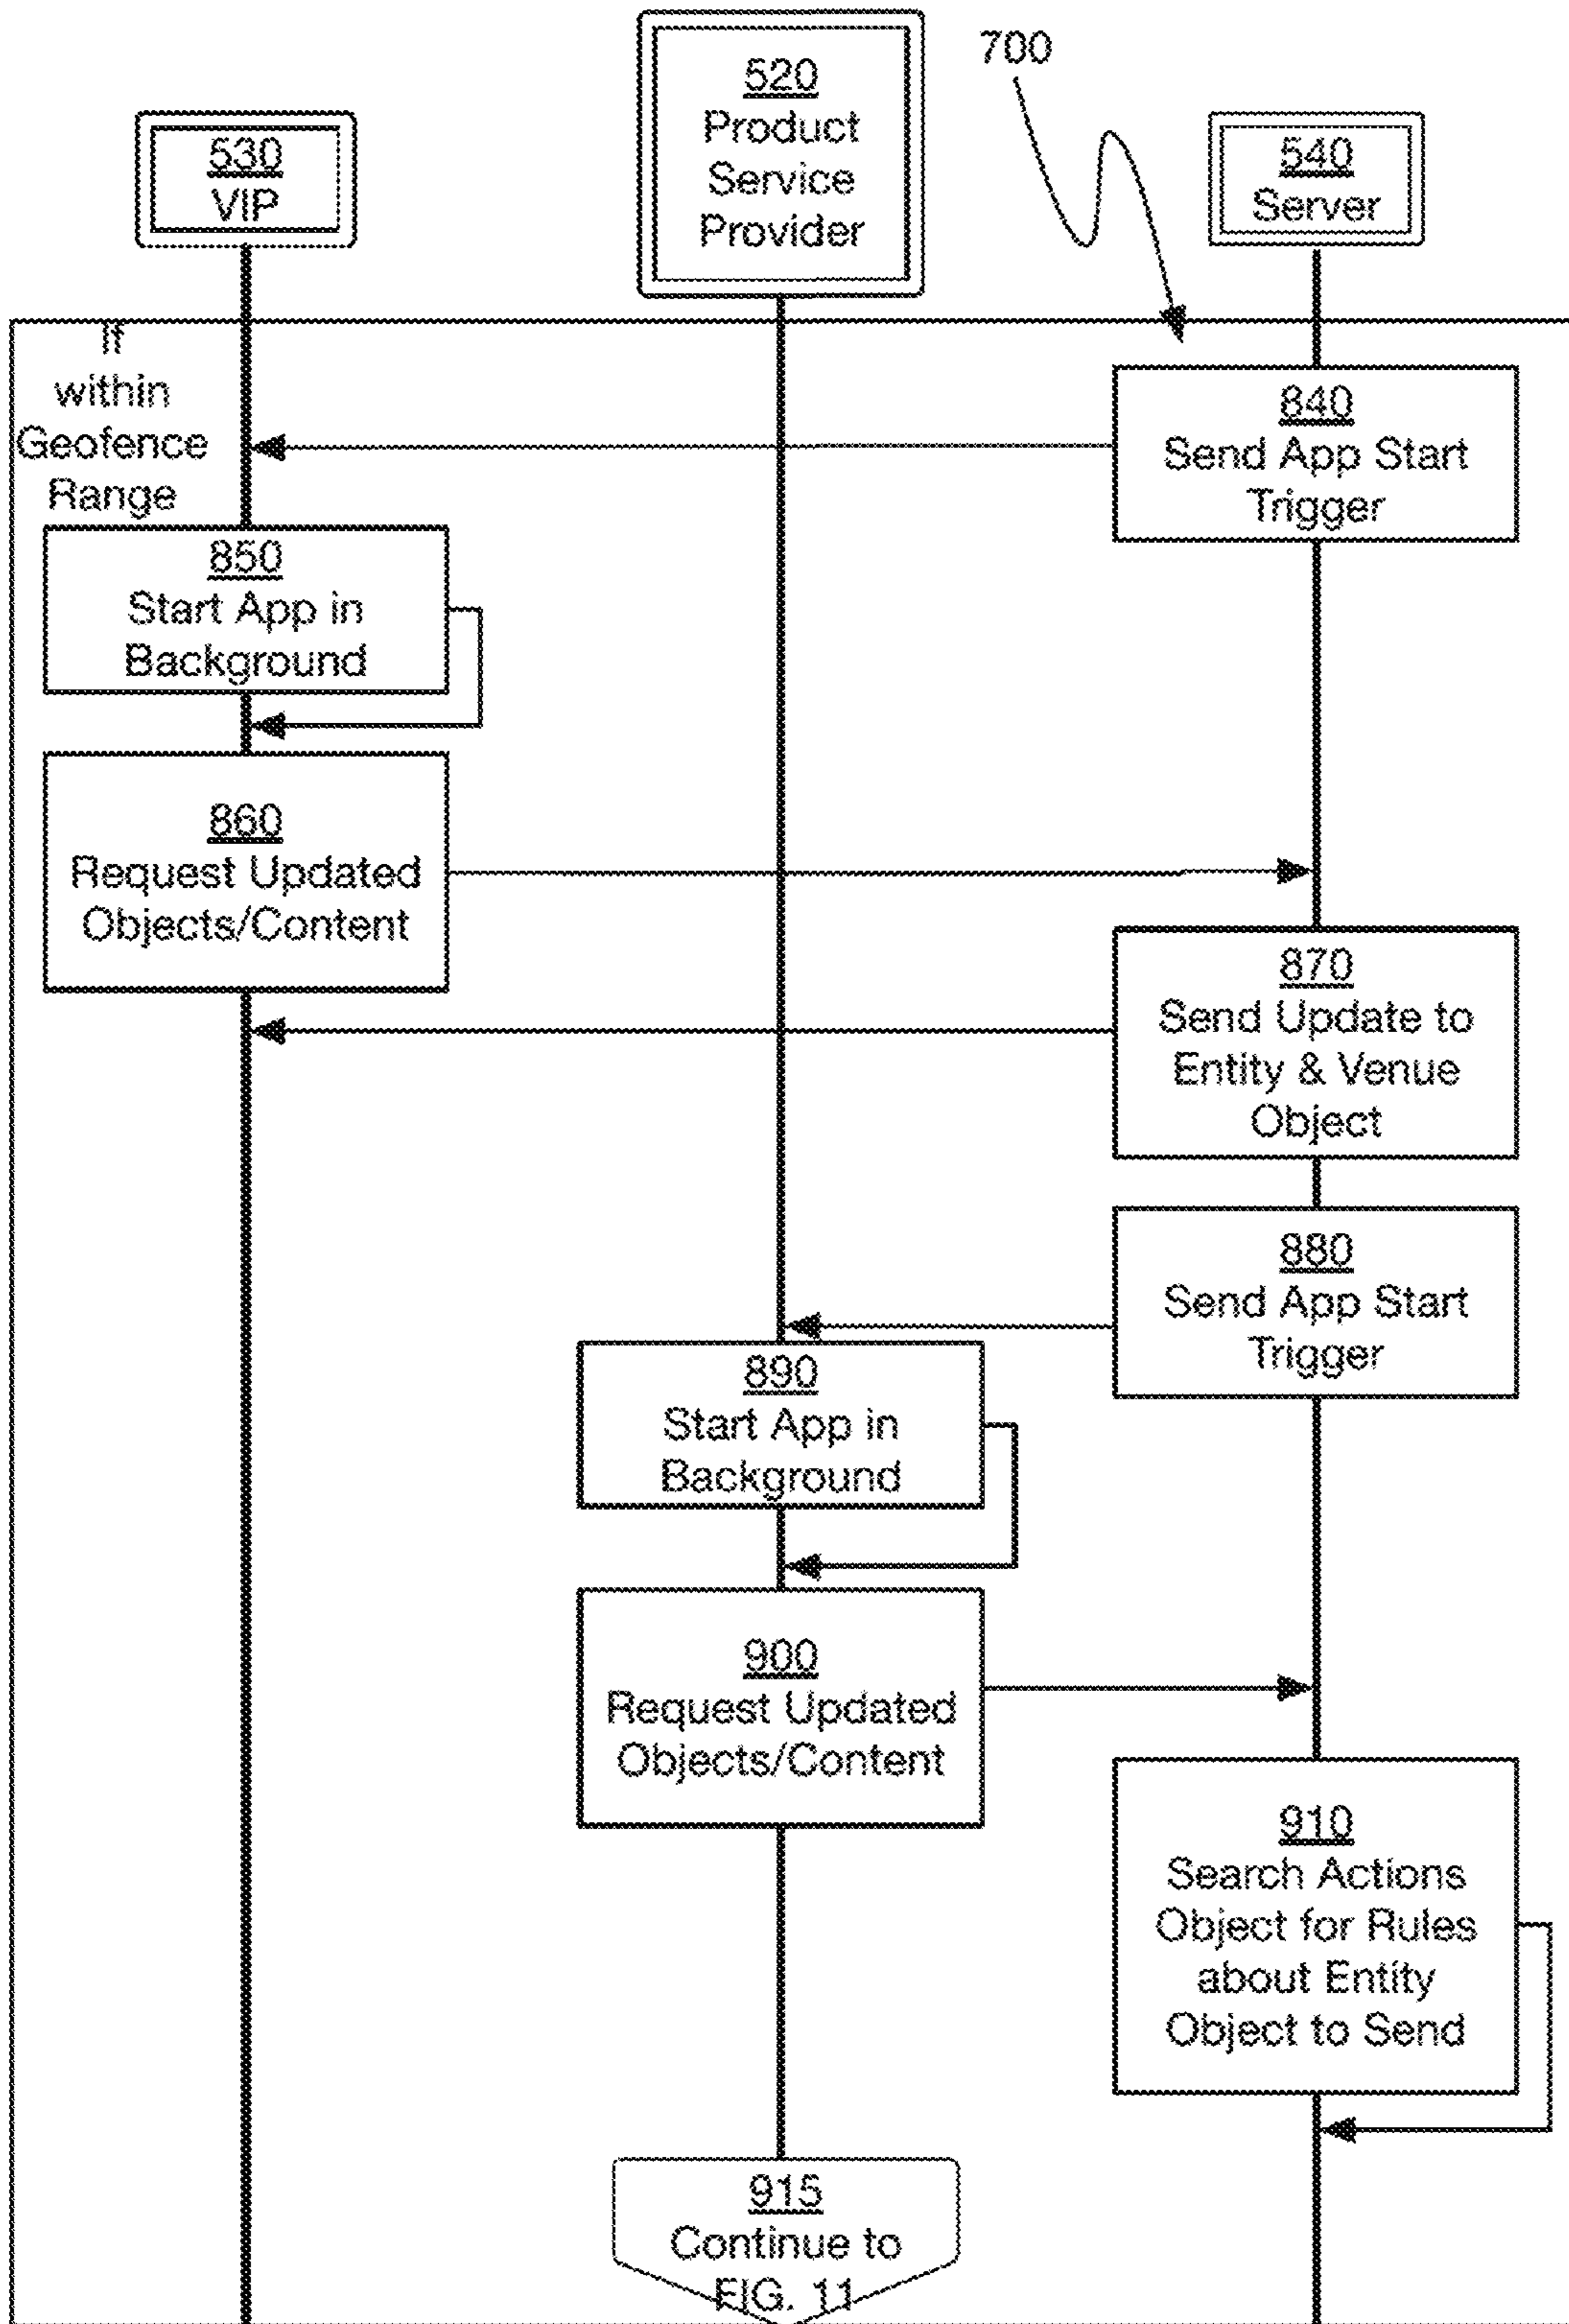 700
530
VIP
520
Product
Service
Provider
540
Server
If
within
Geofence
Range
840
Send App Start
Trigger
850
Start App in
Background
860
Request Updated
Objects/Content
870
Send Update to
Entity & Venue
Object
880
Send App Start
Trigger
890
Start App in
Background
900
Request Updated
Objects/Content
910
Search Actions
Object for Rules
about Entity
Object to Send
915
Continue to
FIG. 11